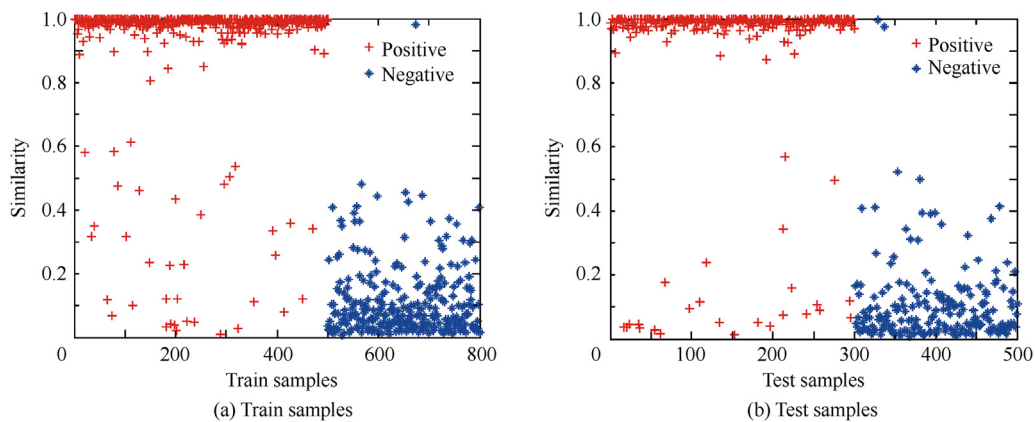 1.0
0.8
0.6
0.4
0.2
0
200
400
600
800
Similarity
Positive
Negative
Train samples
(a) Train samples
1.0
0.8
0.6
0.4
0.2
0
100
200
300
400
500
Similarity
Positive
Negative
Test samples
(b) Test samples